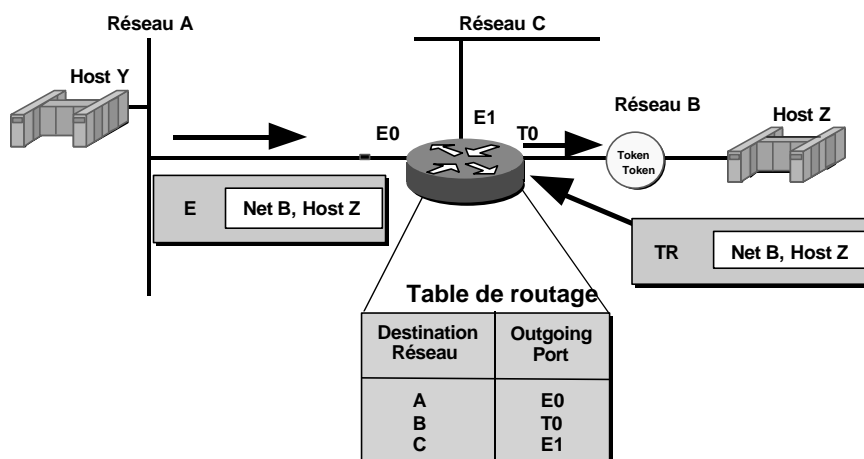 Réseau A
Réseau C
Host Y
Réseau B
Host Z
E0
E1
T0
Token
Token
E
Net B, Host Z
TR
Net B, Host Z
Table de routage
Destination
Réseau
Outgoing
Port
A
E0
B
T0
C
E1